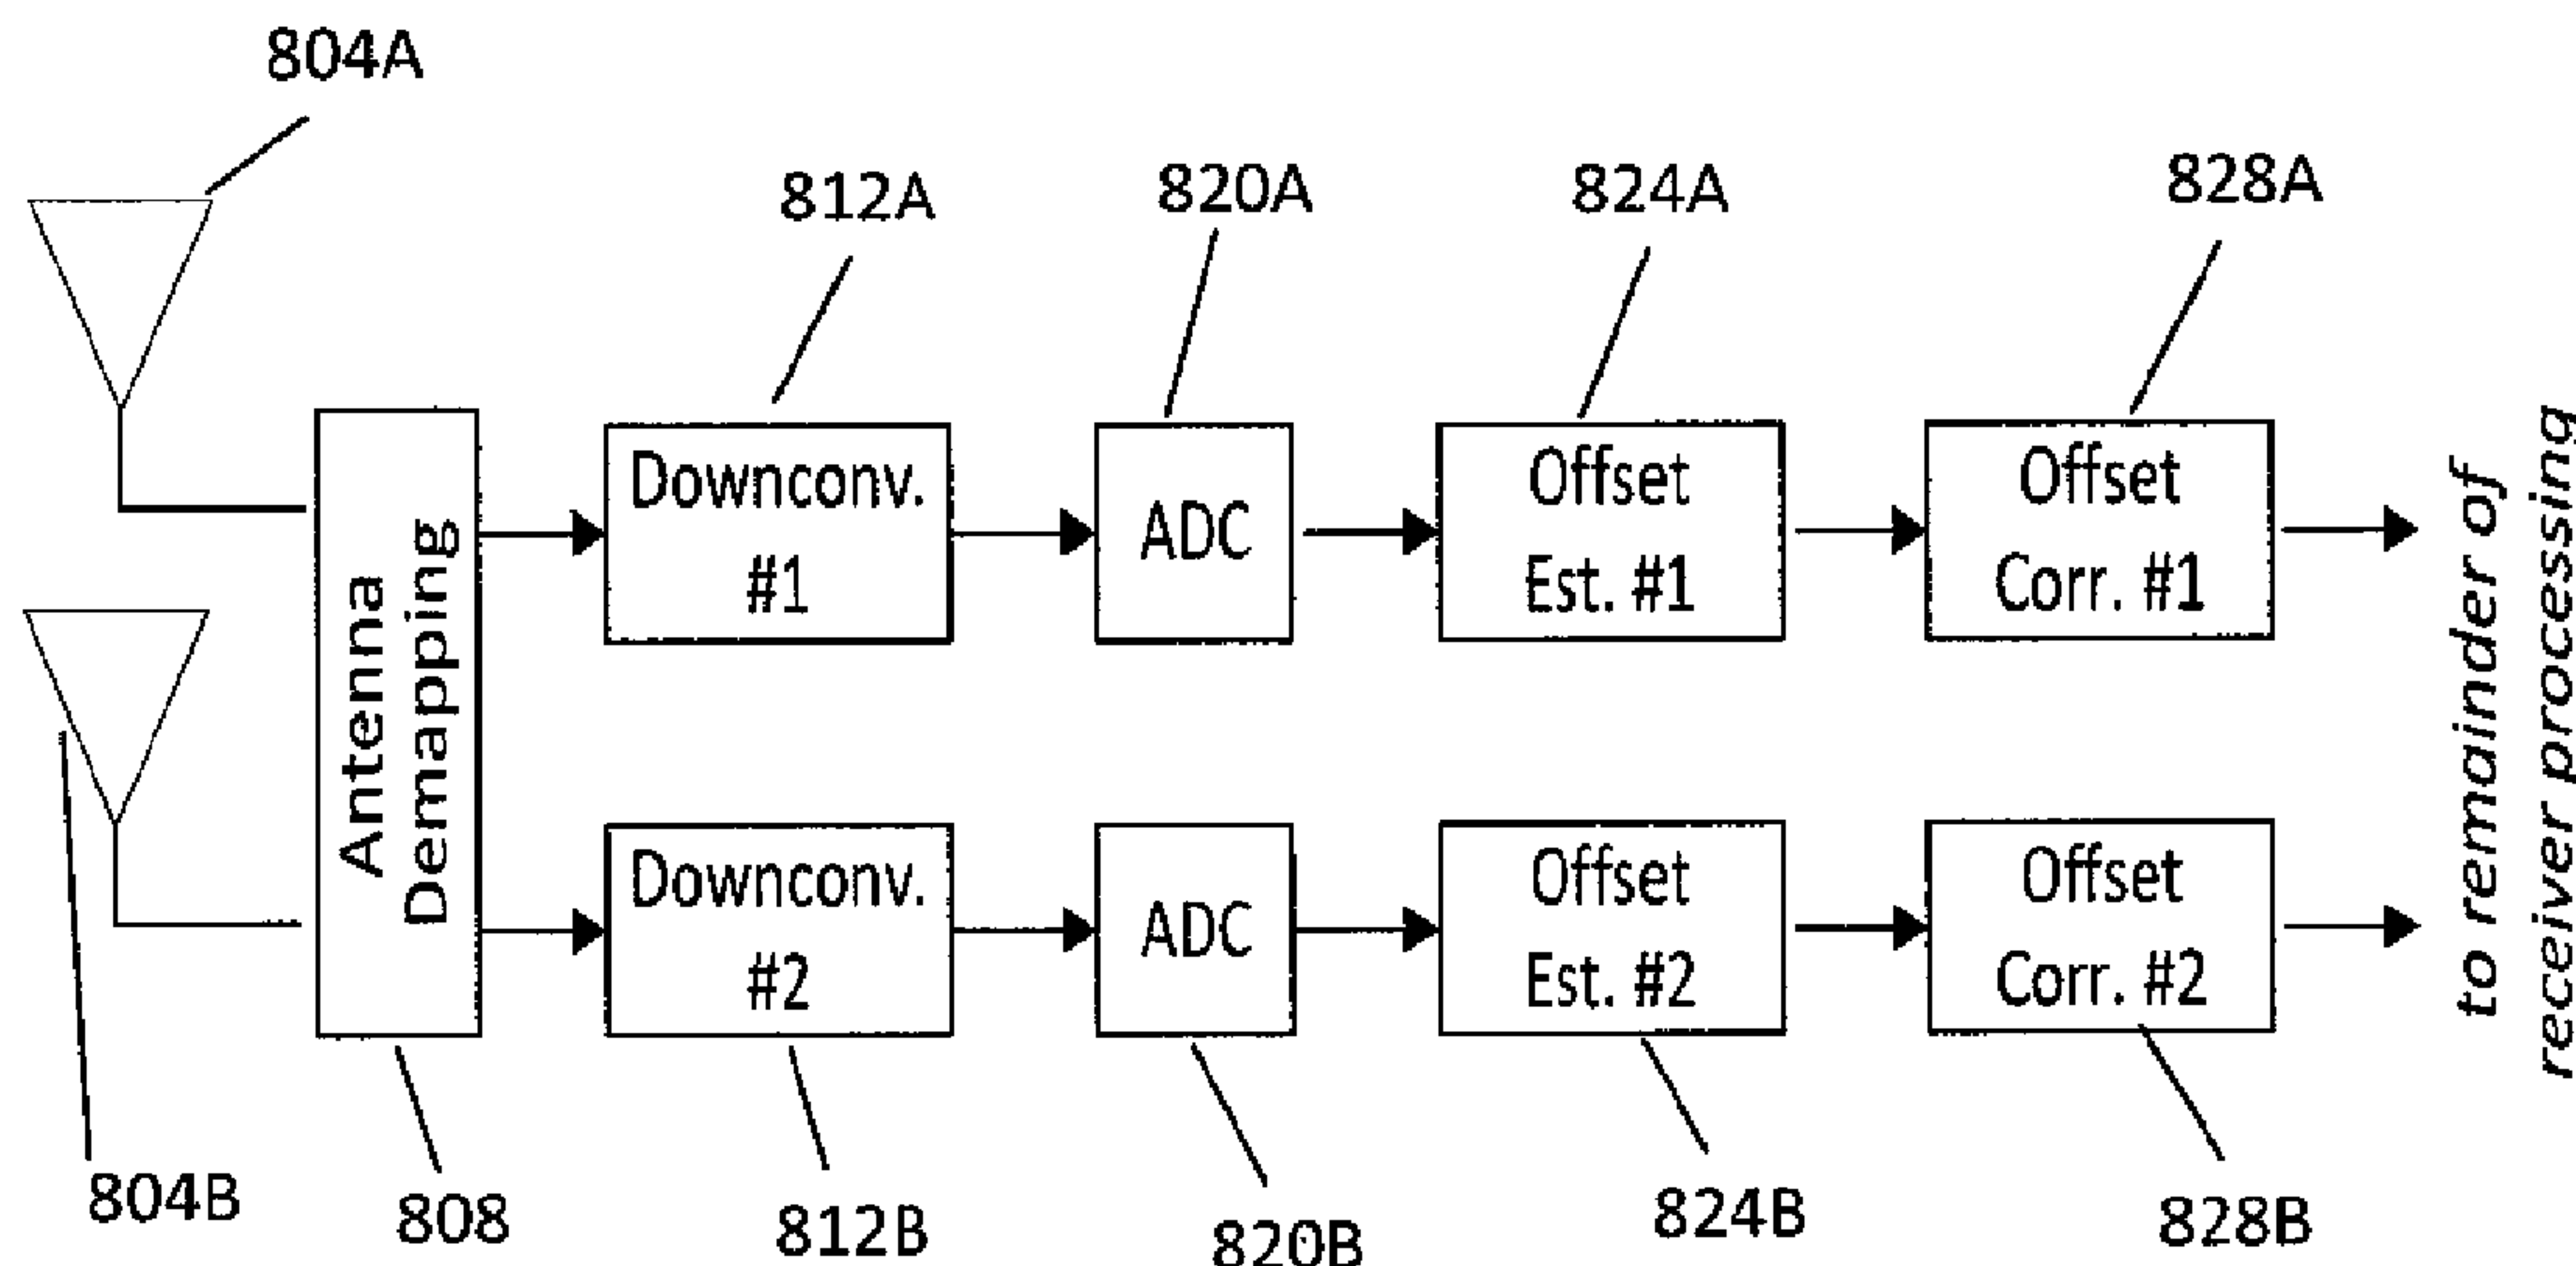 804A
812A
820A
824A
828A
Downconv.
#1
ADC
Offset
Est. #1
Offset
Corr. #1
Antenna
Demapping
to remainder of
receiver processing
Downconv.
#2
ADC
Offset
Est. #2
Offset
Corr. #2
804B
808
812B
820B
824B
828B